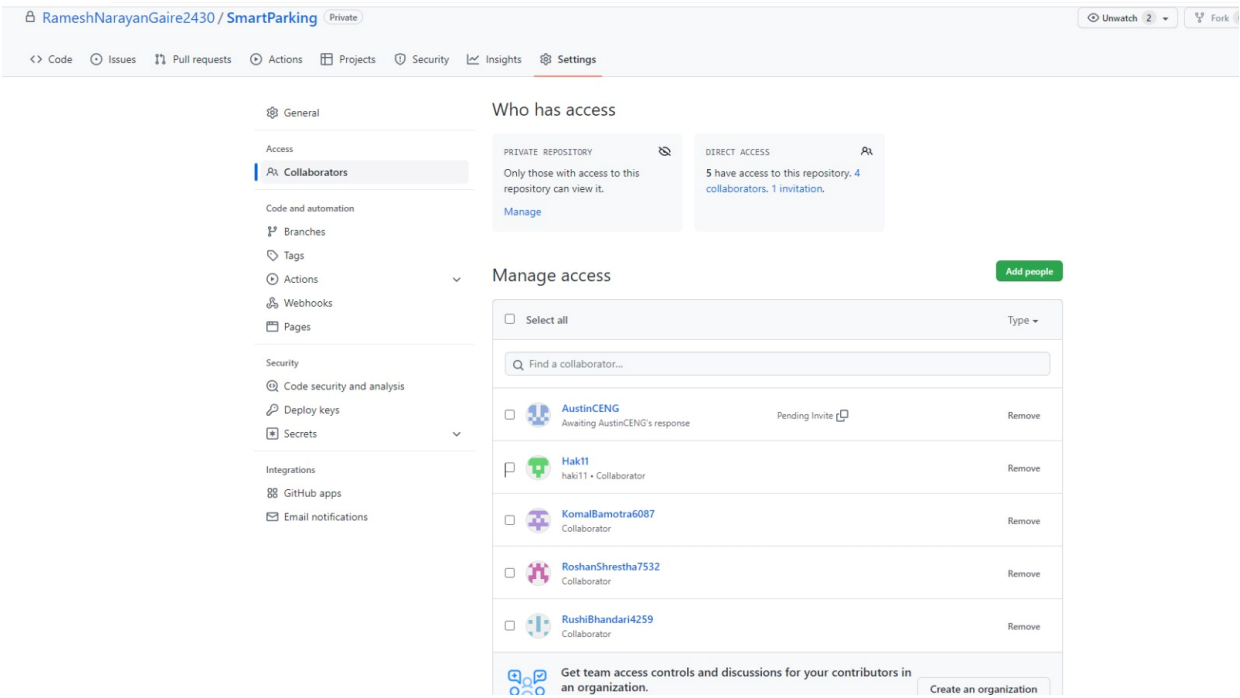 RameshNarayanGaire2430 / SmartParking Private
Unwatch 2 Fork
Code Issues Pull requests Actions Projects Security Insights Settings
General
Access
Collaborators
Code and automation
Branches
Tags
Actions
Webhooks
Pages
Security
Code security and analysis
Deploy keys
Secrets
Integrations
GitHub apps
Email notifications
Who has access
PRIVATE REPOSITORY
Only those with access to this
repository can view it.
Manage
DIRECT ACCESS
5 have access to this repository. 4
collaborators. 1 invitation.
Manage access
Add people
Select all Type
Find a collaborator...
AustinCENG
Awaiting AustinCENG's response
Pending Invite
Remove
Hak11
haki11 • Collaborator
Remove
KomalBamotra6087
Collaborator
Remove
RoshanShrestha7532
Collaborator
Remove
RushiBhandari4259
Collaborator
Remove
Get team access controls and discussions for your contributors in
an organization.
Create an organization